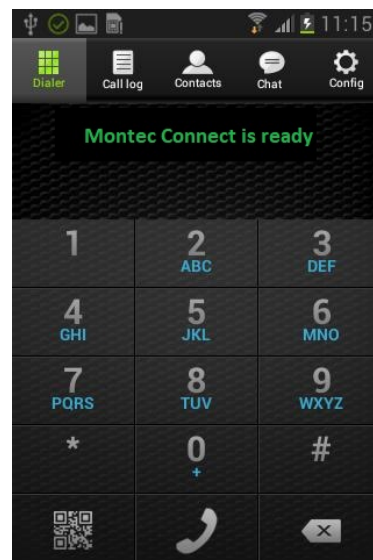 11:15
Dialer Call log Contacts Chat Config
Montec Connect is ready
1 2 3
ABC DEF
4 5 6
GHI JKL MNO
7 8 9
PQRS TUV WXYZ
* 0 #
+